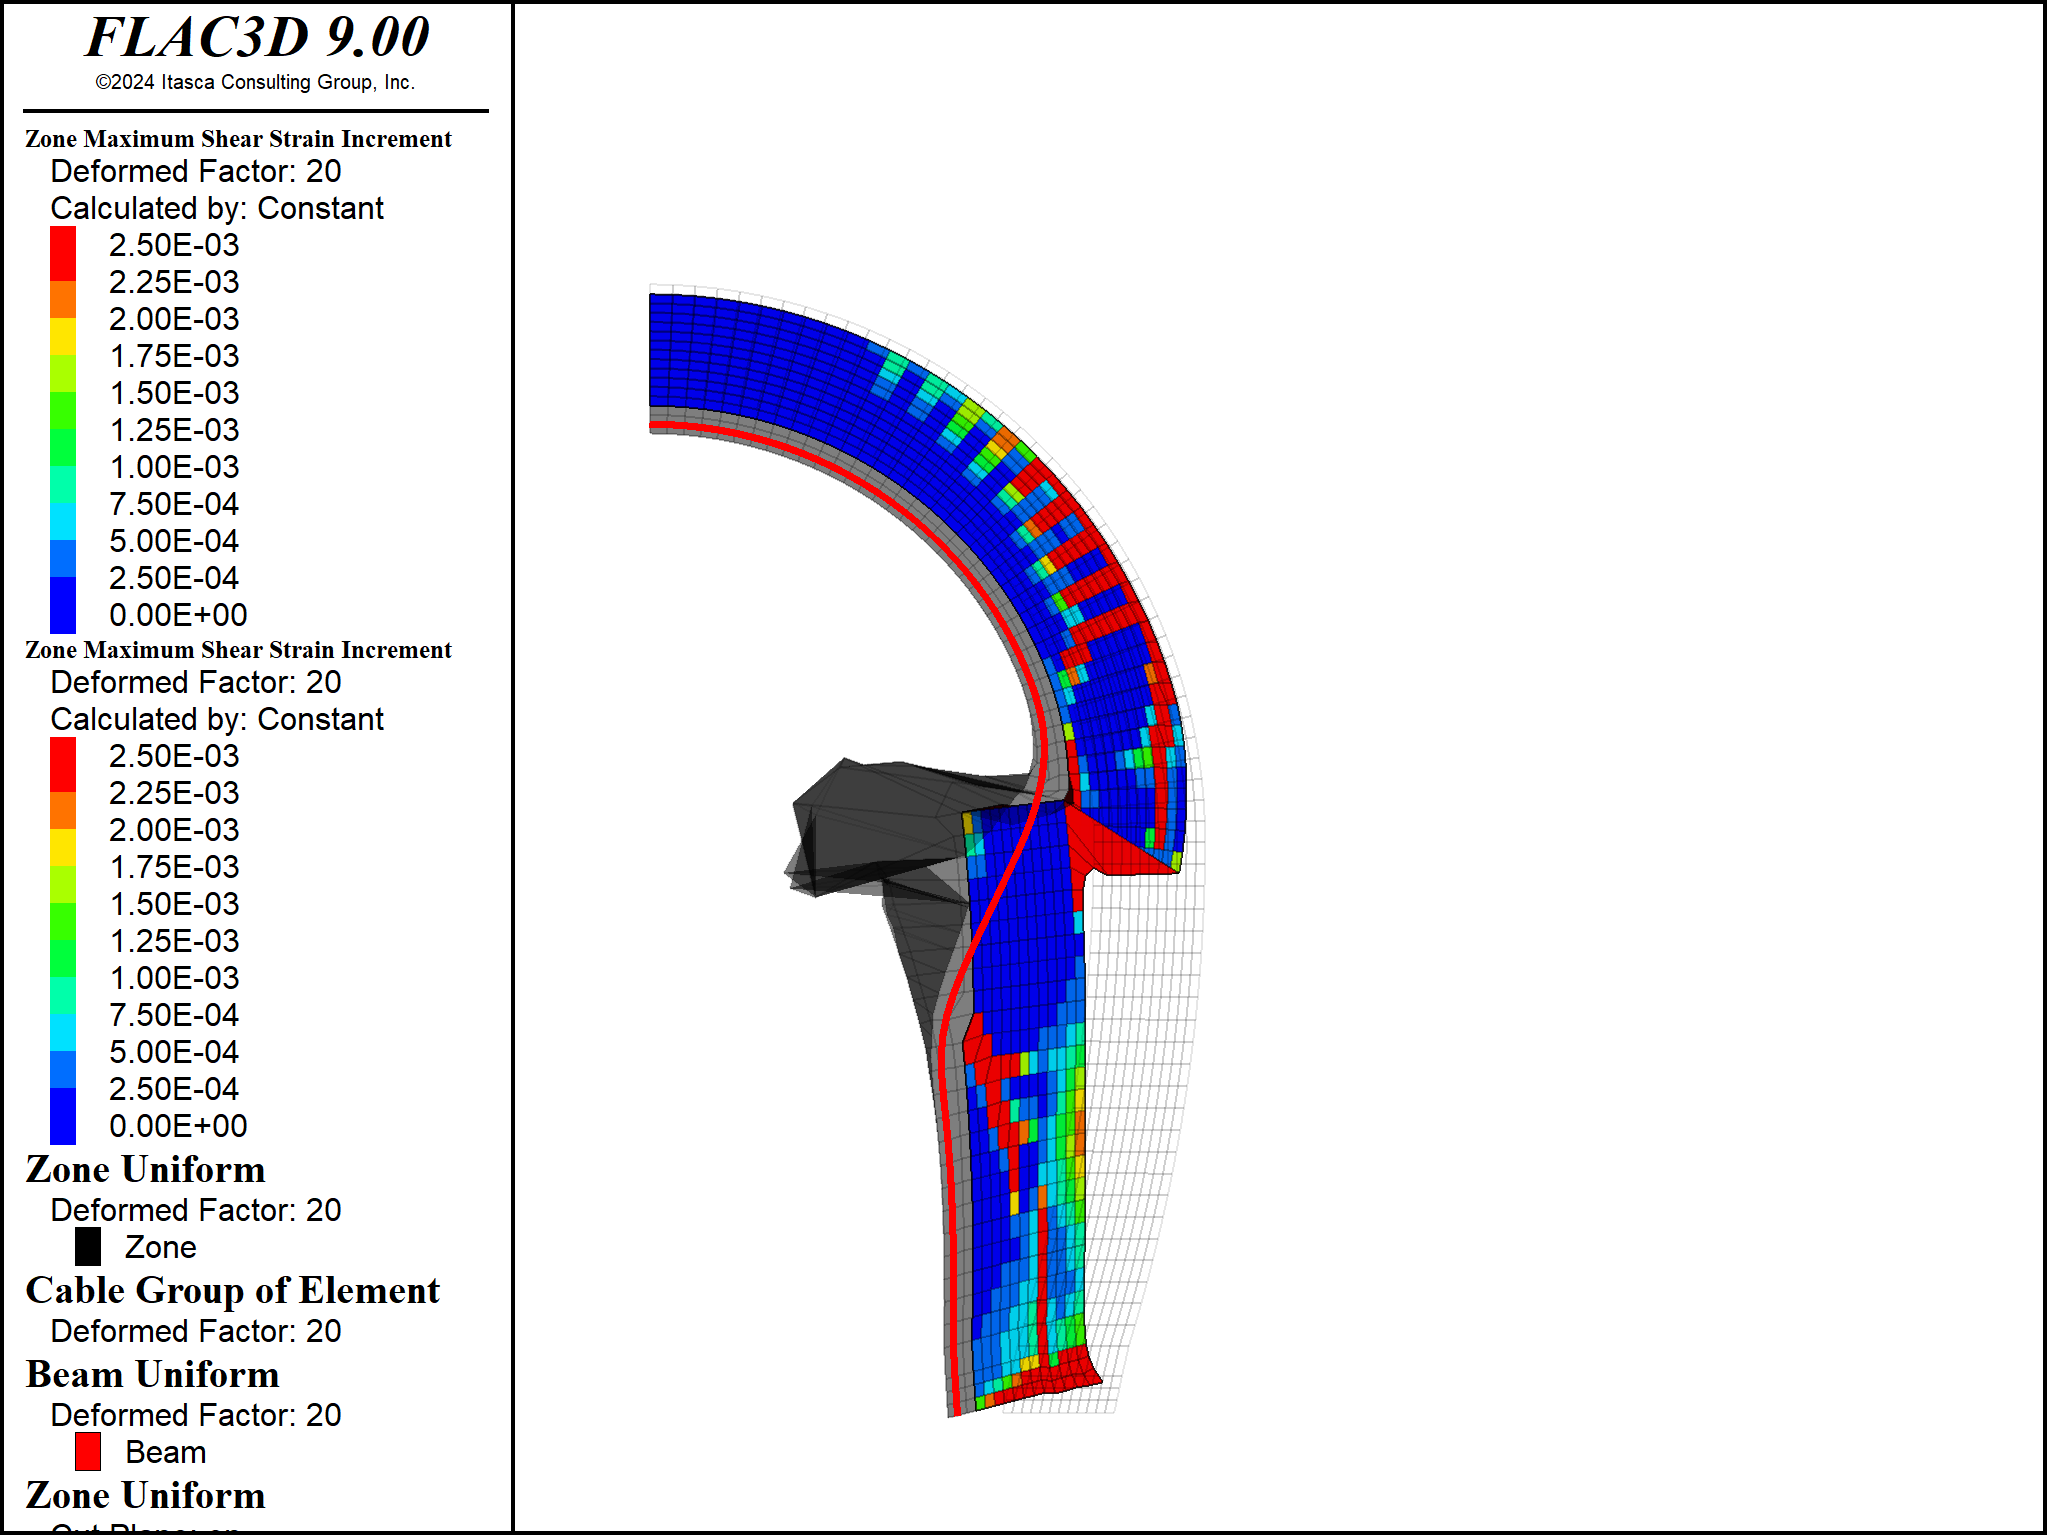 FLAC3D 9.00
©2024 Itasca Consulting Group, Inc.
Zone Maximum Shear Strain Increment
Deformed Factor: 20
Calculated by: Constant
2.50E-03
2.25E-03
2.00E-03
1.75E-03
1.50E-03
1.25E-03
1.00E-03
7.50E-04
5.00E-04
2.50E-04
0.00E+00
Zone Maximum Shear Strain Increment
Deformed Factor: 20
Calculated by: Constant
2.50E-03
2.25E-03
2.00E-03
1.75E-03
1.50E-03
1.25E-03
1.00E-03
7.50E-04
5.00E-04
2.50E-04
0.00E+00
Zone Uniform
Deformed Factor: 20
Zone
Cable Group of Element
Deformed Factor: 20
Beam Uniform
Deformed Factor: 20
Beam
Zone Uniform